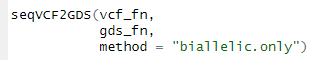 seqVCF2GDS(vcf_fn,
gds_fn,
method = "biallelic.only")